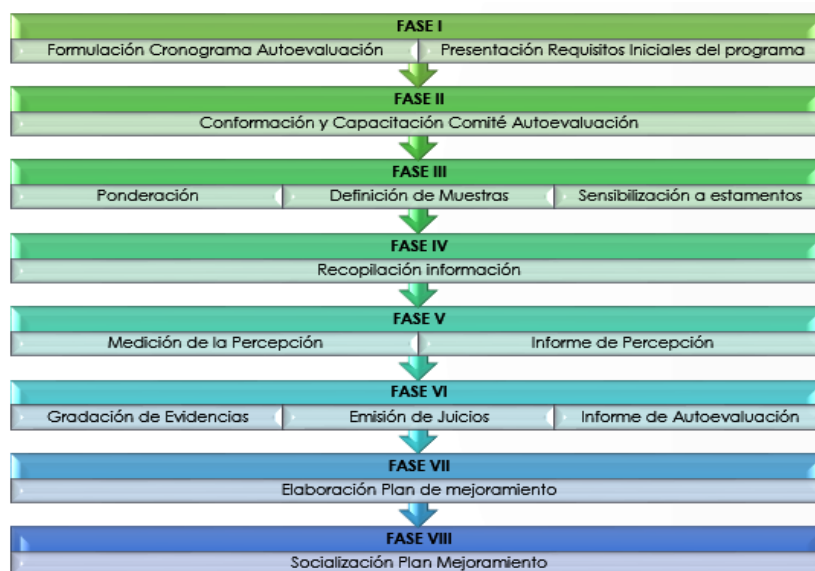 FASE I
Formulación Cronograma Autoevaluación
Presentación Requisitos Iniciales del programa
FASE II
Conformación y Capacitación Comité Autoevaluación
FASE III
Ponderación
Definición de Muestras
Sensibilización a estamentos
FASE IV
Recopilación información
FASE V
Medición de la Percepción
Informe de Percepción
FASE VI
Gradación de Evidencias
Emisión de Juicios
Informe de Autoevaluación
FASE VII
Elaboración Plan de mejoramiento
FASE VIII
Socialización Plan Mejoramiento